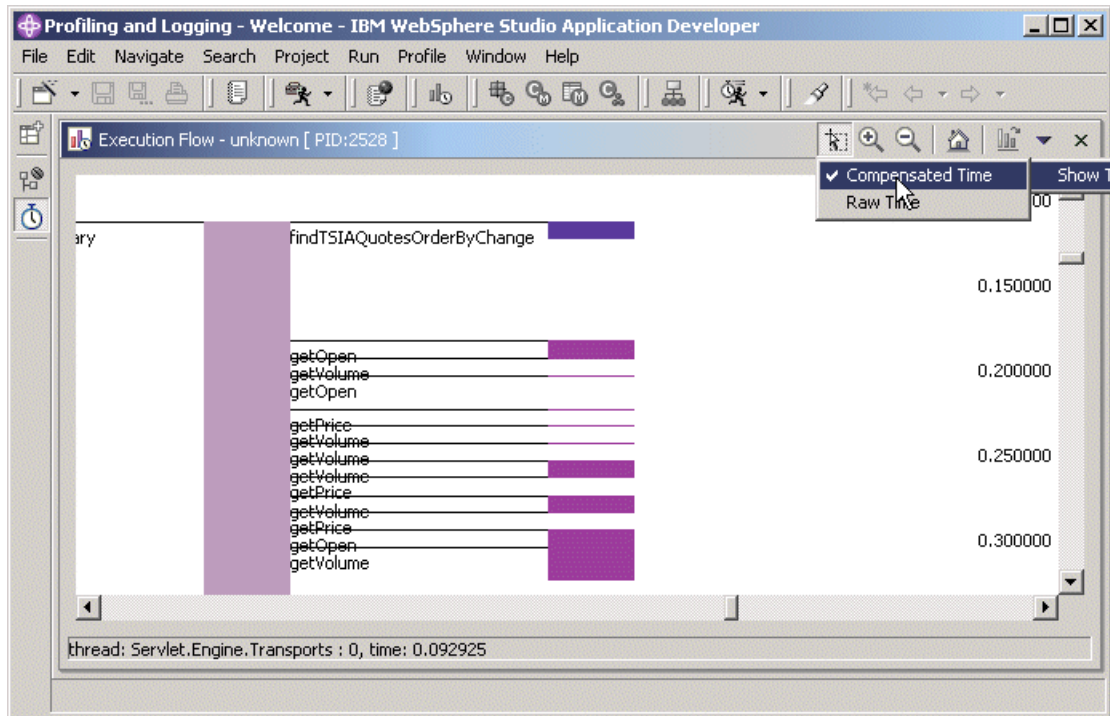 Profiling and Logging - Welcome - IBM WebSphere Studio Application Developer
File Edit Navigate Search Project Run Profile Window Help
Execution Flow - unknown [ PID:2528 ]
Compensated Time
Show T
Raw Time
00
ary
findTSIAQuotesOrderByChange
0.150000
getOpen
getVolume
0.200000
getOpen
getPrice
getVolume
getVolume
0.250000
getVolume
getPrice
getVolume
getPrice
getOpen
0.300000
getVolume
thread: Servlet.Engine.Transports : 0, time: 0.092925